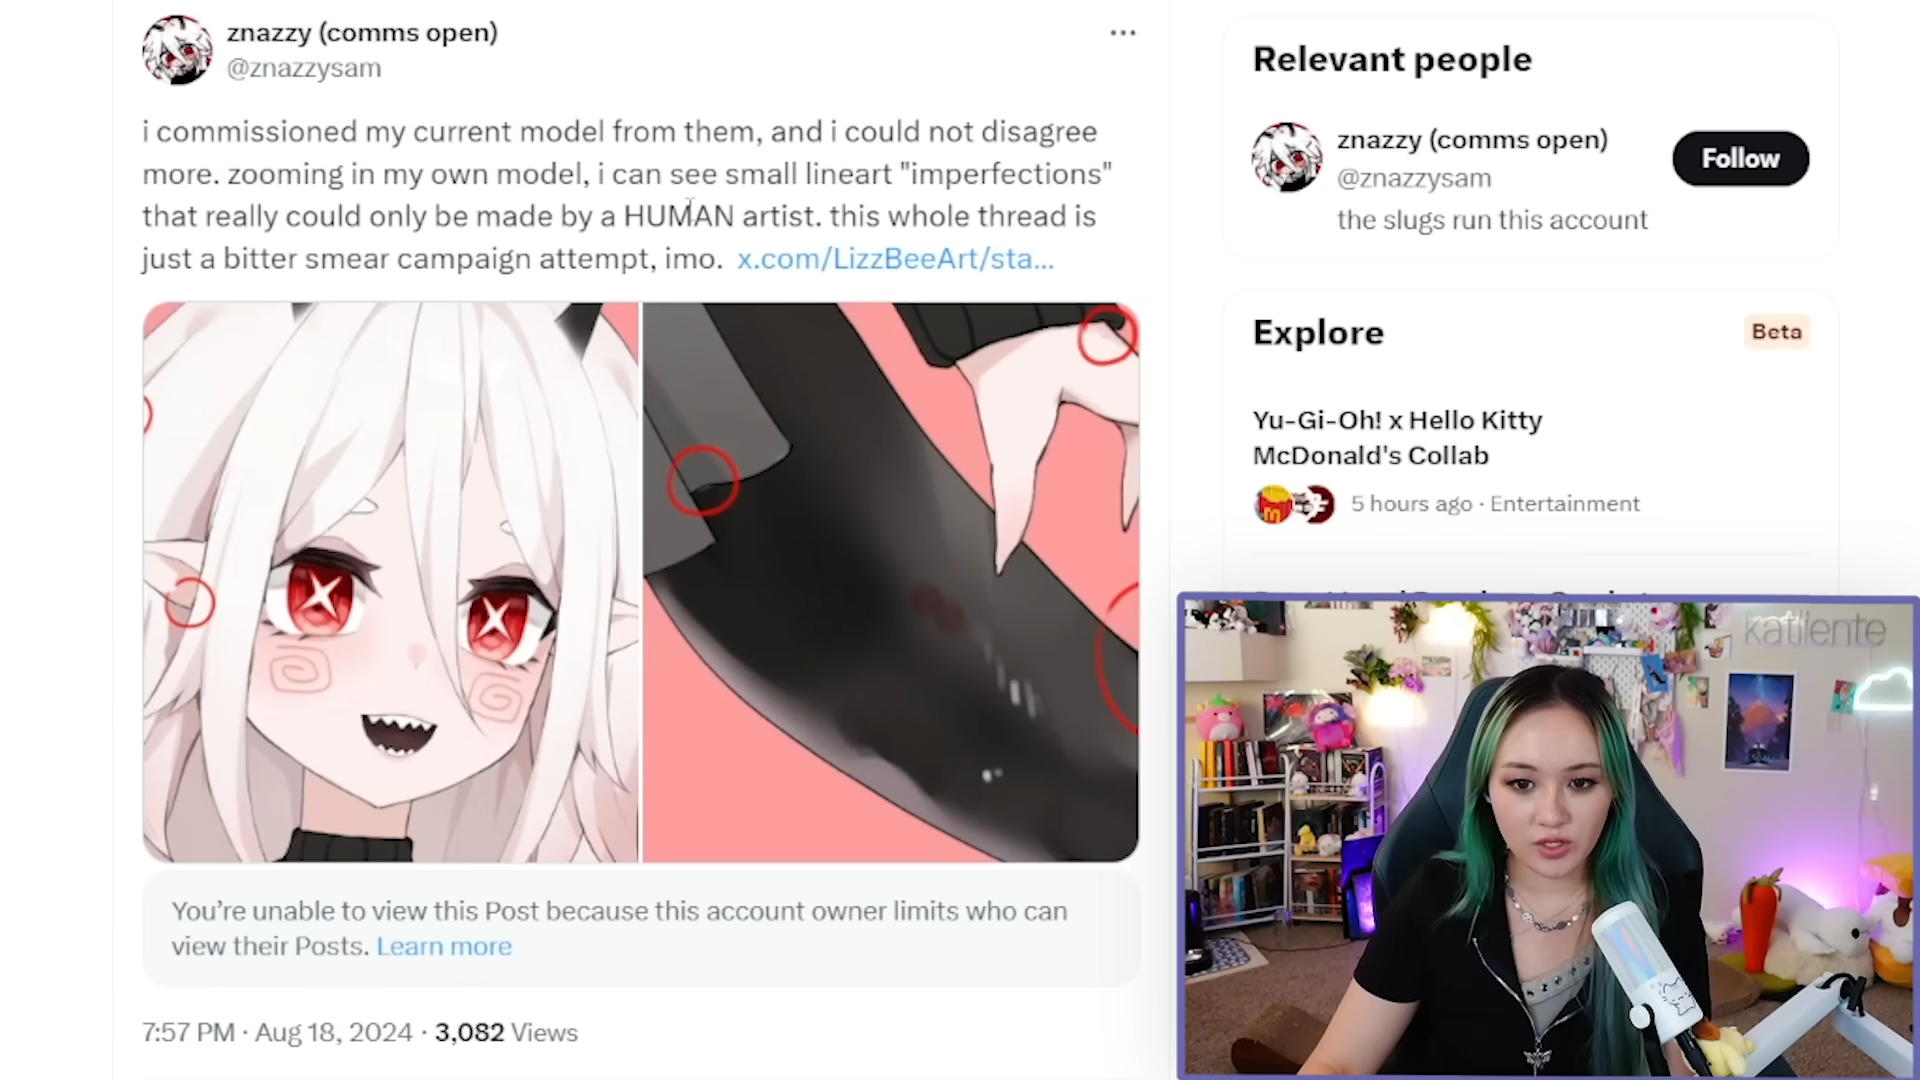 znazzy (comms open)
@znazzysam
i commissioned my current model from them, and i could not disagree
more. zooming in my own model, i can see small lineart "imperfections"
that really could only be made by a HUMAN artist. this whole thread is
just a bitter smear campaign attempt, imo. x.com/LizzBeeArt/sta...
You're unable to view this Post because this account owner limits who can
view their Posts. Learn more
7:57 PM · Aug 18, 2024 · 3,082 Views
Relevant people
znazzy (comms open)
@znazzysam
Follow
the slugs run this account
Explore
Beta
Yu-Gi-Oh! x Hello Kitty
McDonald's Collab
5 hours ago · Entertainment
katilente